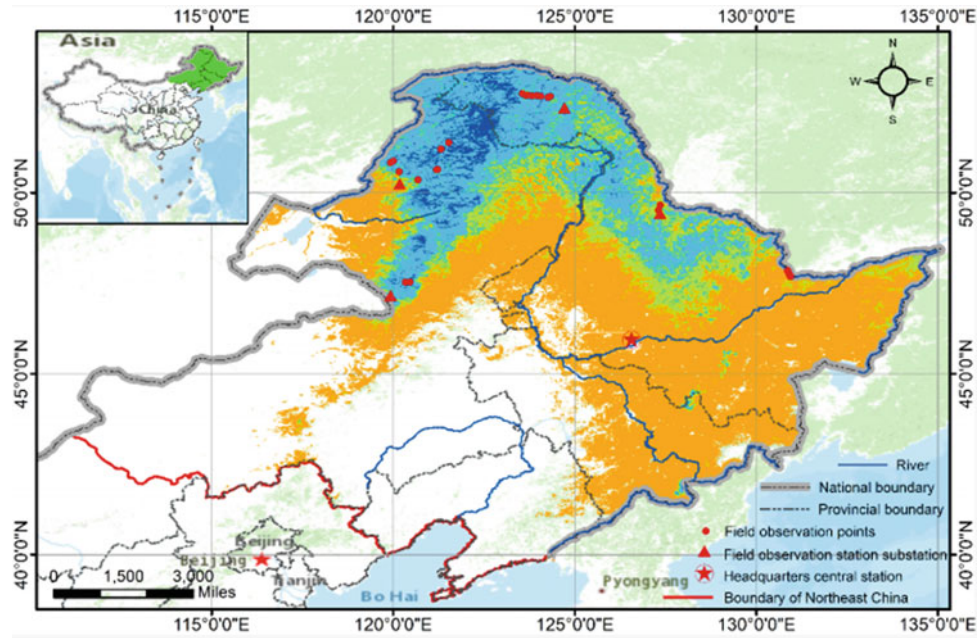 115°0'0"E 120°0'0"E 125°0'0"E 130°0'0"E 135°0'0"E
Asia
China
N
W E
S
50°0'0"N 50°0'0"N
45°0'0"N 45°0'0"N
40°0'0"N 40°0'0"N
River
National boundary
Provincial boundary
Field observation points
Field observation station substation
Headquarters central station
Boundary of Northeast China
Beijing
Beijing
Tianjin
Bo Hai
Pyongyang
0 1,500 3,000
Miles
115°0'0"E 120°0'0"E 125°0'0"E 130°0'0"E 135°0'0"E